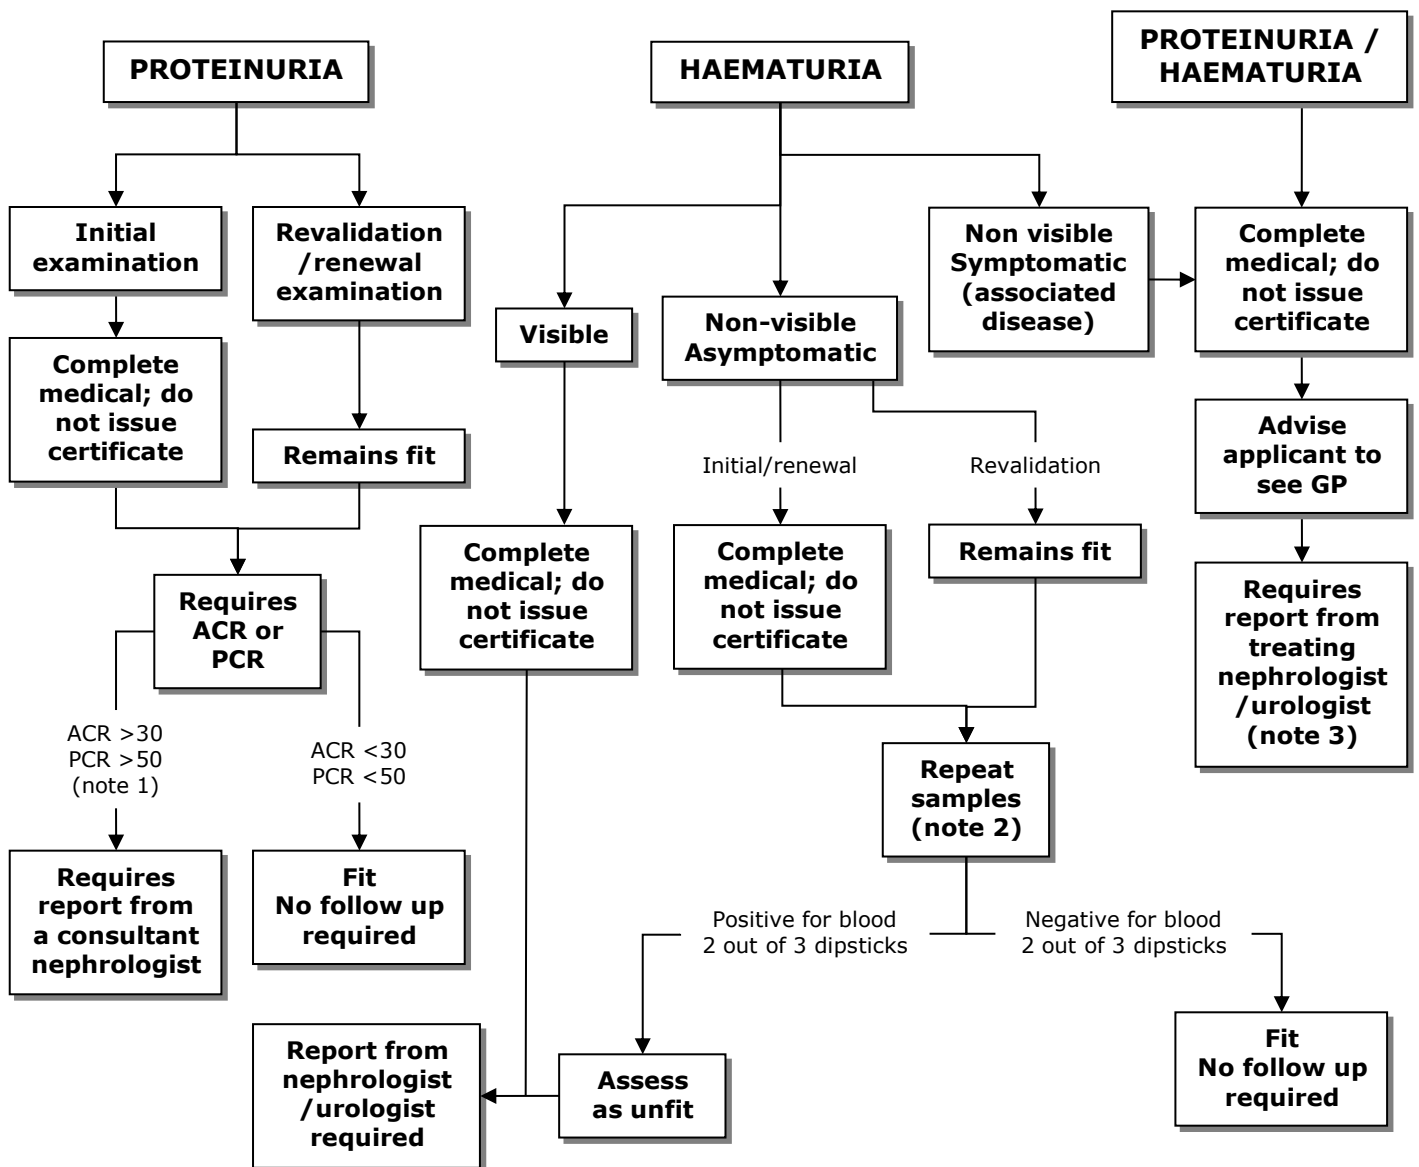 PROTEINURIA
HAEMATURIA
PROTEINURIA /
HAEMATURIA
Initial
examination
Revalidation
/renewal
examination
Visible
Non-visible
Asymptomatic
Non visible
Symptomatic
(associated
disease)
Complete
medical; do
not issue
certificate
Complete
medical; do
not issue
certificate
Remains fit
Advise
applicant to
see GP
Initial/renewal
Revalidation
Complete
medical; do
not issue
certificate
Complete
medical; do
not issue
certificate
Remains fit
Requires
report from
treating
nephrologist
/urologist
(note 3)
Requires
ACR or
PCR
ACR >30
PCR >50
(note 1)
ACR <30
PCR <50
Repeat
samples
(note 2)
Requires
report from
a consultant
nephrologist
Fit
No follow up
required
Positive for blood
2 out of 3 dipsticks
Negative for blood
2 out of 3 dipsticks
Report from
nephrologist
/urologist
required
Assess
as unfit
Fit
No follow up
required